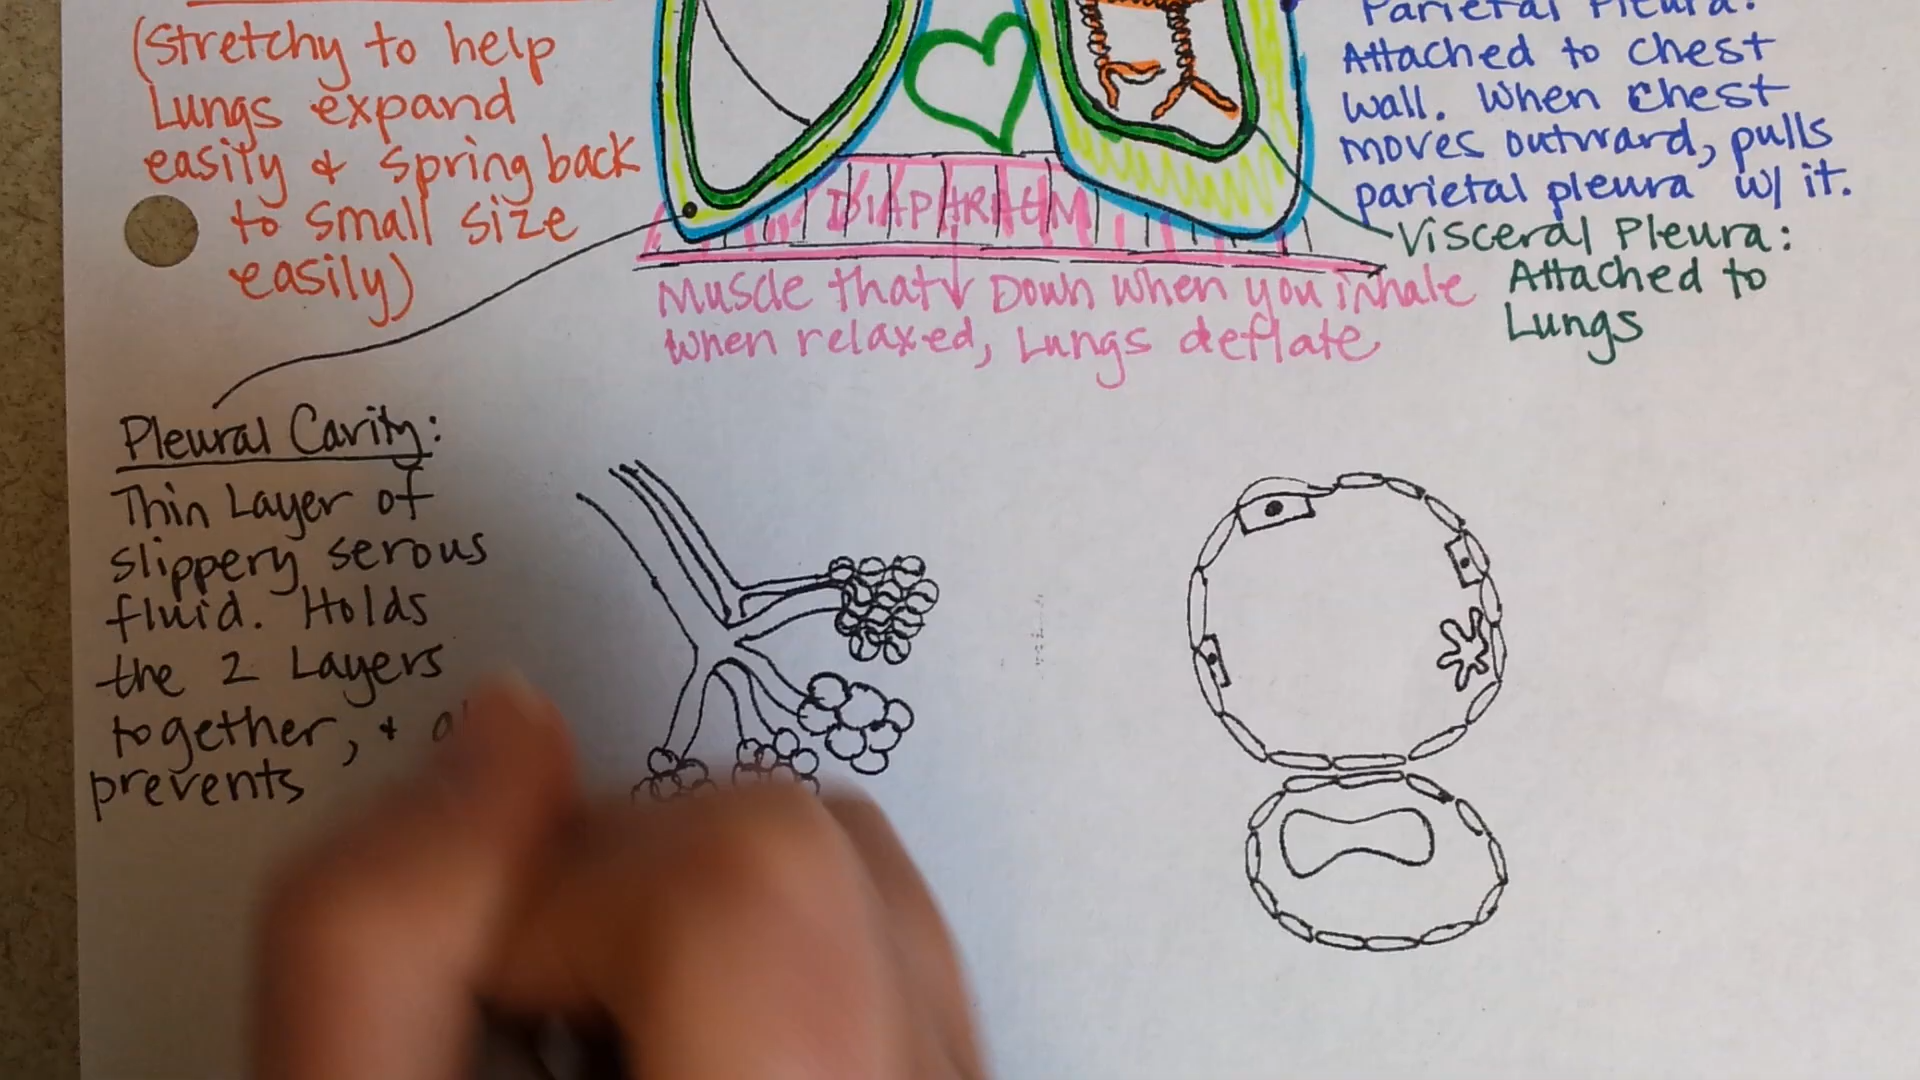 (Stretchy to help
Lungs expand
easily & spring back
to small size
easily)
Parietal Pleura:
Attached to chest
wall. When chest
moves outward, pulls
parietal pleura w/ it.
Visceral Pleura:
Attached to
Lungs
DIAPHRAGM
Muscle that ↓ Down when you inhale
when relaxed, Lungs deflate
Pleural Cavity:
Thin Layer of
slippery serous
fluid. Holds
the 2 Layers
together, +
prevents